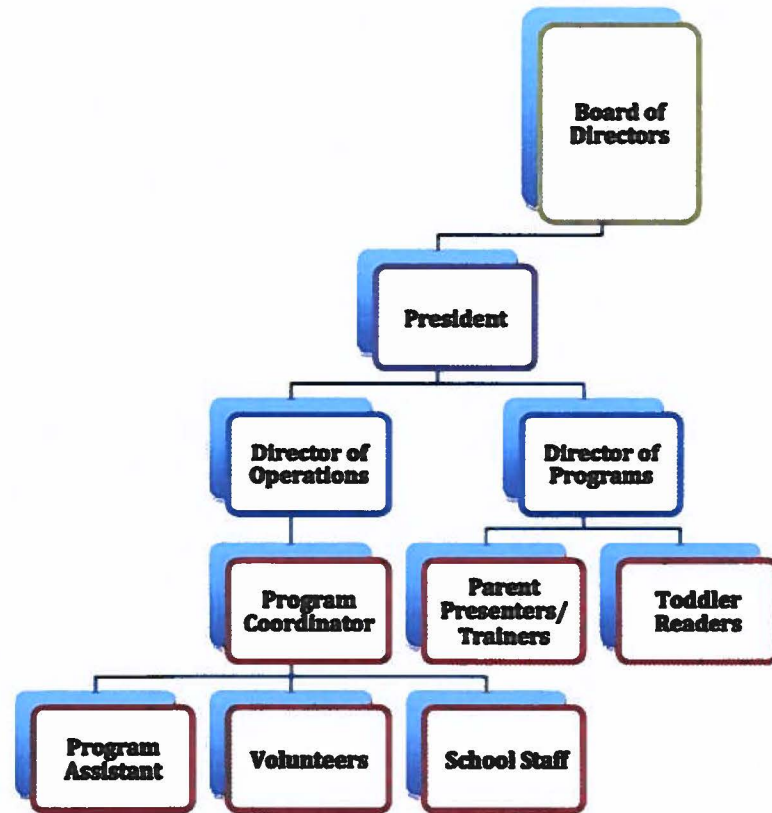 Board of
Directors
President
Director of
Operations
Director of
Programs
Program
Coordinator
Parent
Presenters/
Trainers
Toddler
Readers
Program
Assistant
Volunteers
School Staff